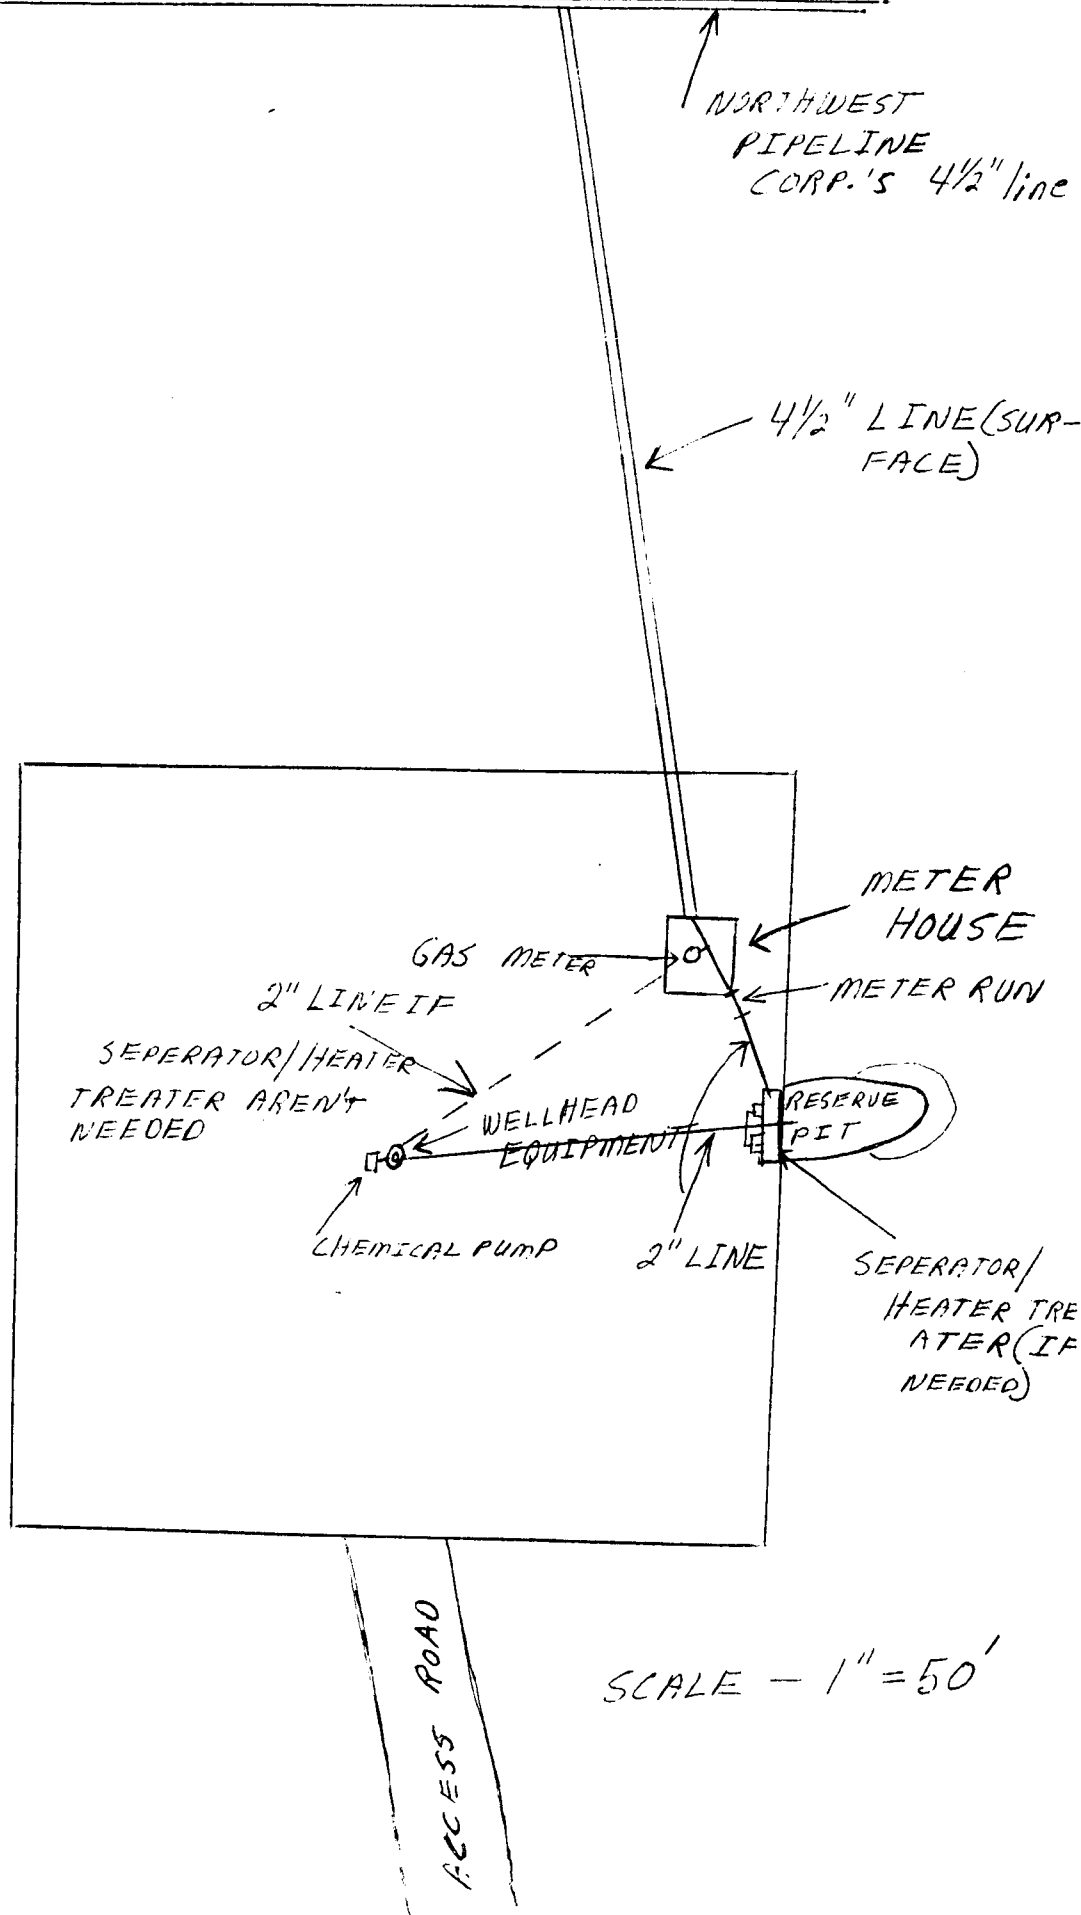 NORTHWEST
PIPELINE
CORP.'S 4½" line
4½" LINE (SUR-
FACE)
METER
HOUSE
GAS METER
METER RUN
2" LINE IF
SEPERATOR/HEATER
TREATER AREN'T
NEEDED
WELLHEAD
EQUIPMENT
RESERVE
PIT
CHEMICAL PUMP
2" LINE
SEPERATOR/
HEATER TRE
ATER (IF
NEEDED)
ACCESS ROAD
SCALE - 1" = 50'